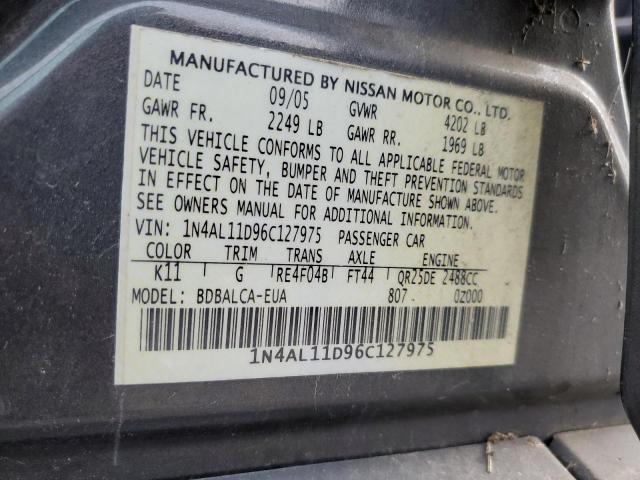 MANUFACTURED BY NISSAN MOTOR CO., LTD.
DATE 09/05 GVWR 4202 LB
GAWR FR. 2249 LB GAWR RR. 1969 LB
THIS VEHICLE CONFORMS TO ALL APPLICABLE FEDERAL MOTOR
VEHICLE SAFETY, BUMPER AND THEFT PREVENTION STANDARDS
IN EFFECT ON THE DATE OF MANUFACTURE SHOWN ABOVE.
SEE OWNERS MANUAL FOR ADDITIONAL INFORMATION.
VIN: 1N4AL11D96C127975 PASSENGER CAR
COLOR TRIM TRANS AXLE ENGINE
K11 G RE4F04B FT44 QR25DE 2488CC
MODEL: BDBALCA-EUA 807 0Z000
1N4AL11D96C127975